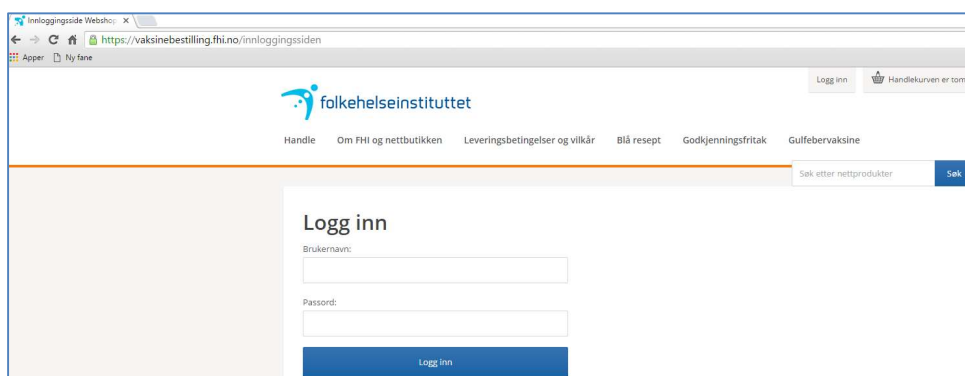 Innloggingsside Webshop
https://vaksinebestilling.fhi.no/innloggingssiden
Apper Ny fane
Logg inn Handlekurven er tom
folkehelseinstituttet
Handle Om FHI og nettbutikken Leveringsbetingelser og vilkår Blå resept Godkjenningsfritak Gulfebervaksine
Søk etter nettprodukter Søk
Logg inn
Brukernavn:
Passord:
Logg inn